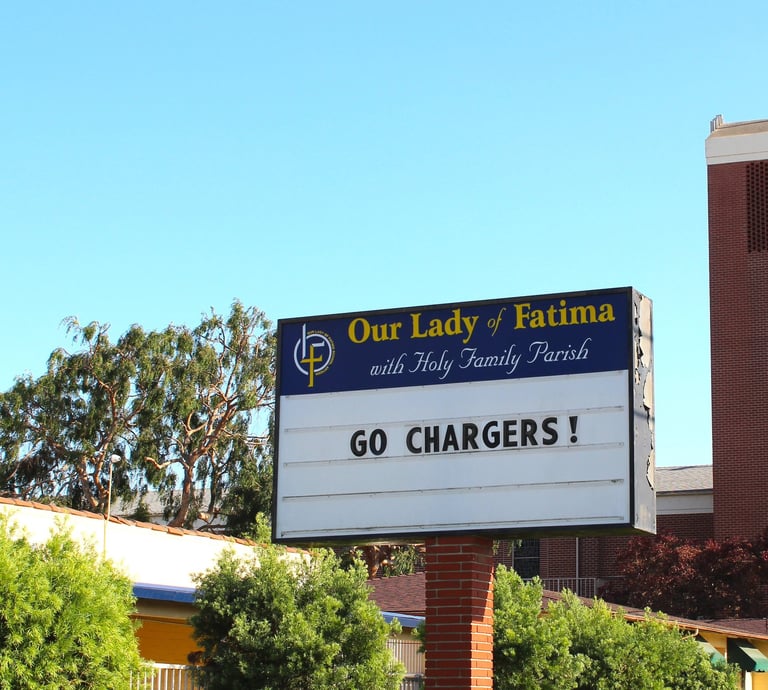 Our Lady of Fatima
with Holy Family Parish
GO CHARGERS!